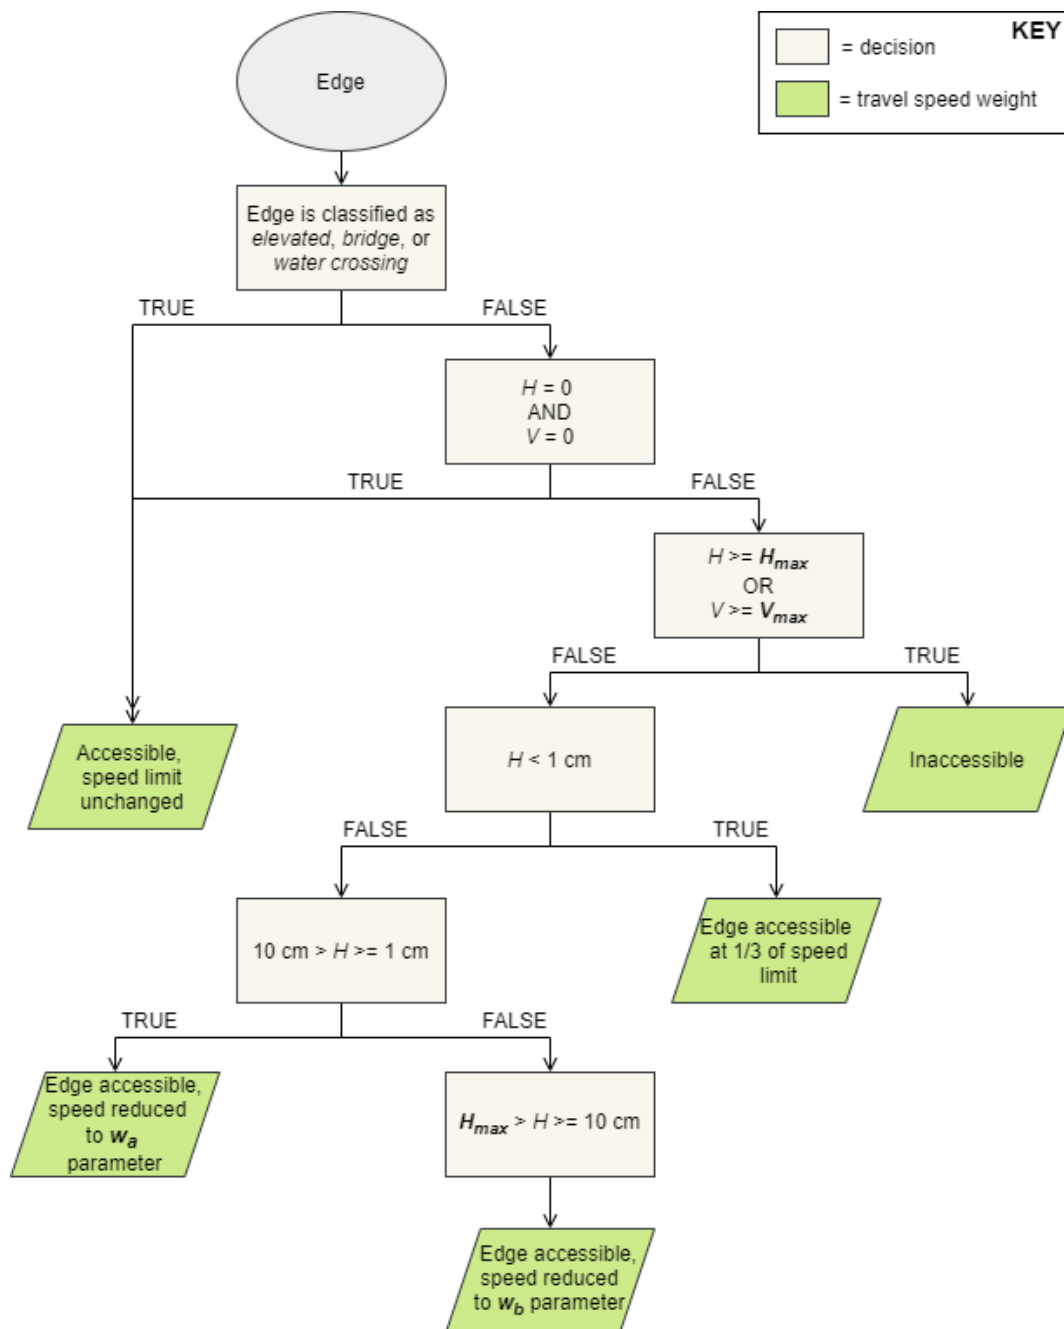 Edge
KEY
= decision
= travel speed weight
Edge is classified as
elevated, bridge, or
water crossing
TRUE
FALSE
H = 0
AND
V = 0
TRUE
FALSE
H >= Hmax
OR
V >= Vmax
FALSE
TRUE
Accessible,
speed limit
unchanged
H < 1 cm
Inaccessible
FALSE
TRUE
10 cm > H >= 1 cm
Edge accessible
at 1/3 of speed
limit
TRUE
FALSE
Edge accessible,
speed reduced
to wa
parameter
Hmax > H >= 10 cm
Edge accessible,
speed reduced
to wb parameter